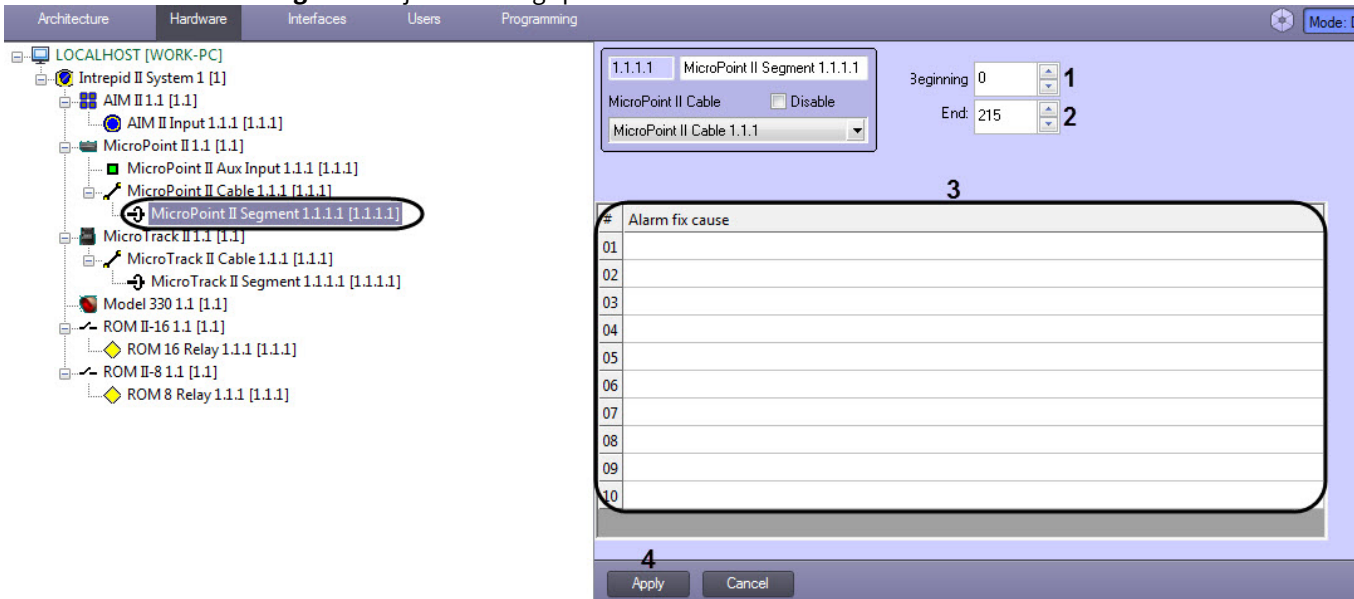 Architecture Hardware Interfaces Users Programming Mode:
LOCALHOST [WORK-PC]
Intrepid II System 1 [1]
AIM II 1.1 [1.1]
AIM II Input 1.1.1 [1.1.1]
MicroPoint II 1.1 [1.1]
MicroPoint II Aux Input 1.1.1 [1.1.1]
MicroPoint II Cable 1.1.1 [1.1.1]
MicroPoint II Segment 1.1.1.1 [1.1.1.1]
MicroTrack II 1.1 [1.1]
MicroTrack II Cable 1.1.1 [1.1.1]
MicroTrack II Segment 1.1.1.1 [1.1.1.1]
Model 330 1.1 [1.1]
ROM II-16 1.1 [1.1]
ROM 16 Relay 1.1.1 [1.1.1]
ROM II-8 1.1 [1.1]
ROM 8 Relay 1.1.1 [1.1.1]
1.1.1.1 MicroPoint II Segment 1.1.1.1
MicroPoint II Cable Disable
MicroPoint II Cable 1.1.1
Beginning 0 1
End: 215 2
3
# Alarm fix cause
01
02
03
04
05
06
07
08
09
10
4
Apply Cancel